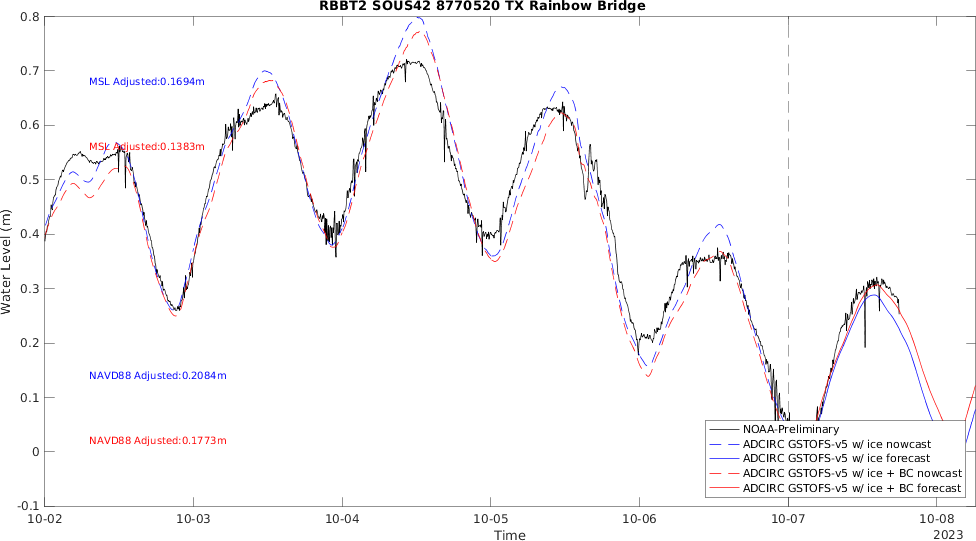 RBBT2 SOUS42 8770520 TX Rainbow Bridge
0.8
0.7
0.6
0.5
0.4
0.3
0.2
0.1
0
-0.1
Water Level (m)
MSL Adjusted:0.1694m
MSL Adjusted:0.1383m
NAVD88 Adjusted:0.2084m
NAVD88 Adjusted:0.1773m
NOAA-Preliminary
ADCIRC GSTOFS-v5 w/ ice nowcast
ADCIRC GSTOFS-v5 w/ ice forecast
ADCIRC GSTOFS-v5 w/ ice + BC nowcast
ADCIRC GSTOFS-v5 w/ ice + BC forecast
10-02 10-03 10-04 10-05 10-06 10-07 10-08
Time
2023